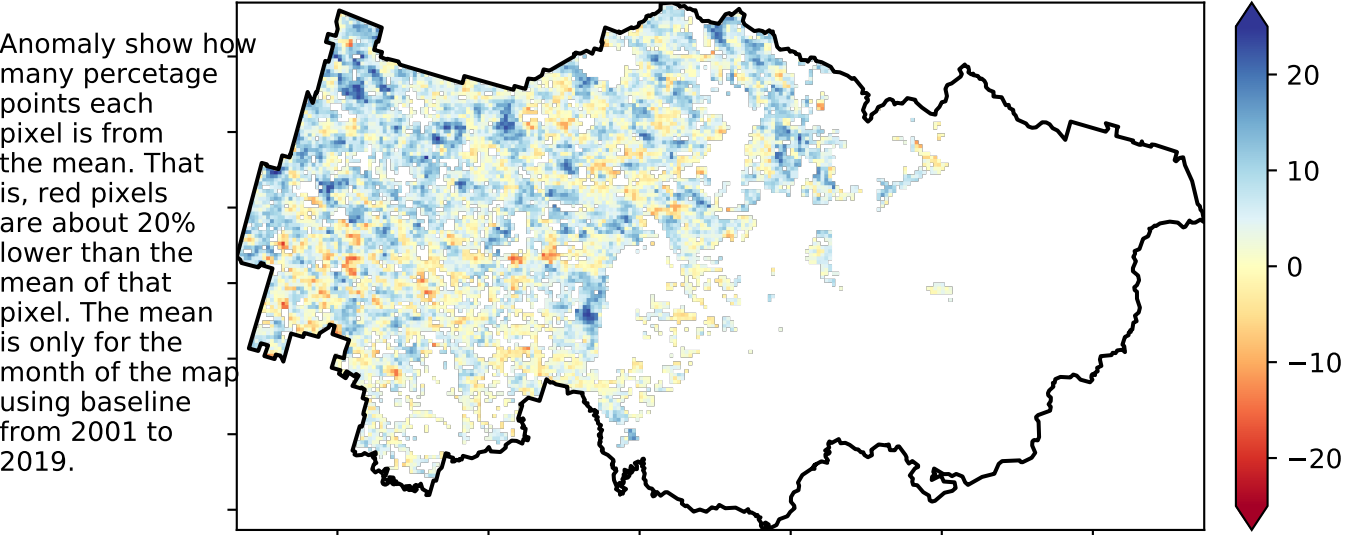 Anomaly show how
many percetage
points each
pixel is from
the mean. That
is, red pixels
are about 20%
lower than the
mean of that
pixel. The mean
is only for the
month of the map
using baseline
from 2001 to
2019.
20
10
0
−10
−20